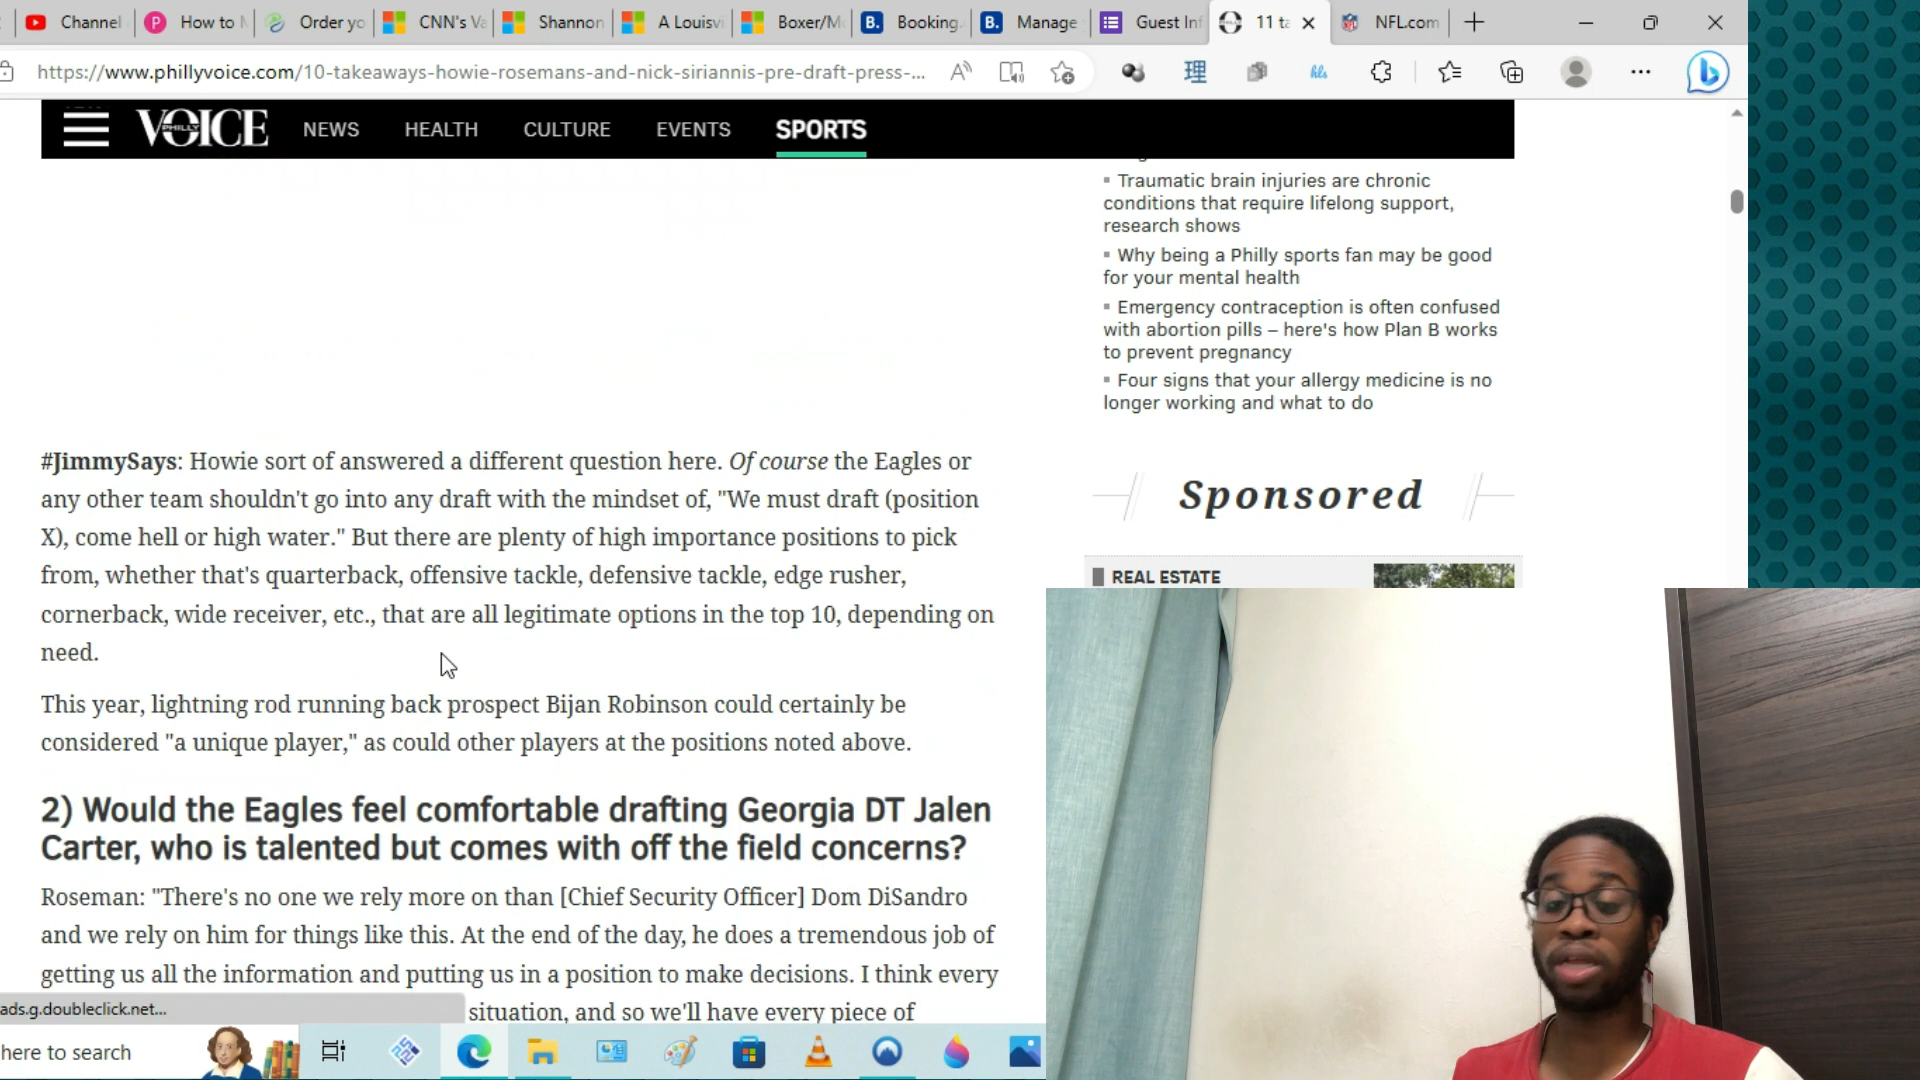 Channel
How to
Order yo
CNN's Va
Shannon
A Louisvi
Boxer/M
Booking.
Manage
Guest Inf
11 ta
NFL.com
https://www.phillyvoice.com/10-takeaways-howie-rosemans-and-nick-siriannis-pre-draft-press-...
hls
理
PHILLY VOICE
NEWS
HEALTH
CULTURE
EVENTS
SPORTS
Traumatic brain injuries are chronic
conditions that require lifelong support,
research shows
Why being a Philly sports fan may be good
for your mental health
Emergency contraception is often confused
with abortion pills – here's how Plan B works
to prevent pregnancy
Four signs that your allergy medicine is no
longer working and what to do
Sponsored
REAL ESTATE
#JimmySays: Howie sort of answered a different question here. Of course the Eagles or
any other team shouldn't go into any draft with the mindset of, "We must draft (position
X), come hell or high water." But there are plenty of high importance positions to pick
from, whether that's quarterback, offensive tackle, defensive tackle, edge rusher,
cornerback, wide receiver, etc., that are all legitimate options in the top 10, depending on
need.
This year, lightning rod running back prospect Bijan Robinson could certainly be
considered "a unique player," as could other players at the positions noted above.
2) Would the Eagles feel comfortable drafting Georgia DT Jalen
Carter, who is talented but comes with off the field concerns?
Roseman: "There's no one we rely more on than [Chief Security Officer] Dom DiSandro
and we rely on him for things like this. At the end of the day, he does a tremendous job of
getting us all the information and putting us in a position to make decisions. I think every
situation, and so we'll have every piece of
ads.g.doubleclick.net...
here to search